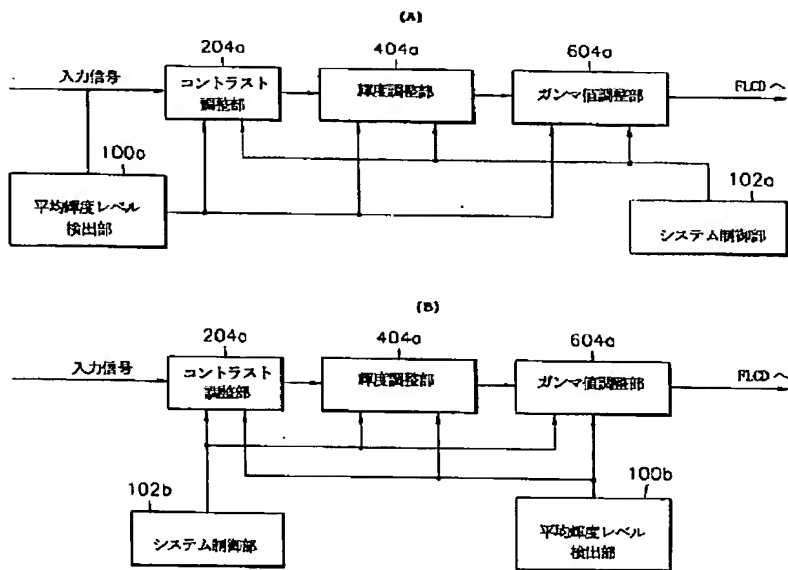 (A)
204a
404a
604a
入力信号
コントラスト
調整部
輝度調整部
ガンマ値調整部
FLCDへ
100a
平均輝度レベル
検出部
102a
システム制御部
(B)
204a
404a
604a
入力信号
コントラスト
調整部
輝度調整部
ガンマ値調整部
FLCDへ
102b
システム制御部
100b
平均輝度レベル
検出部